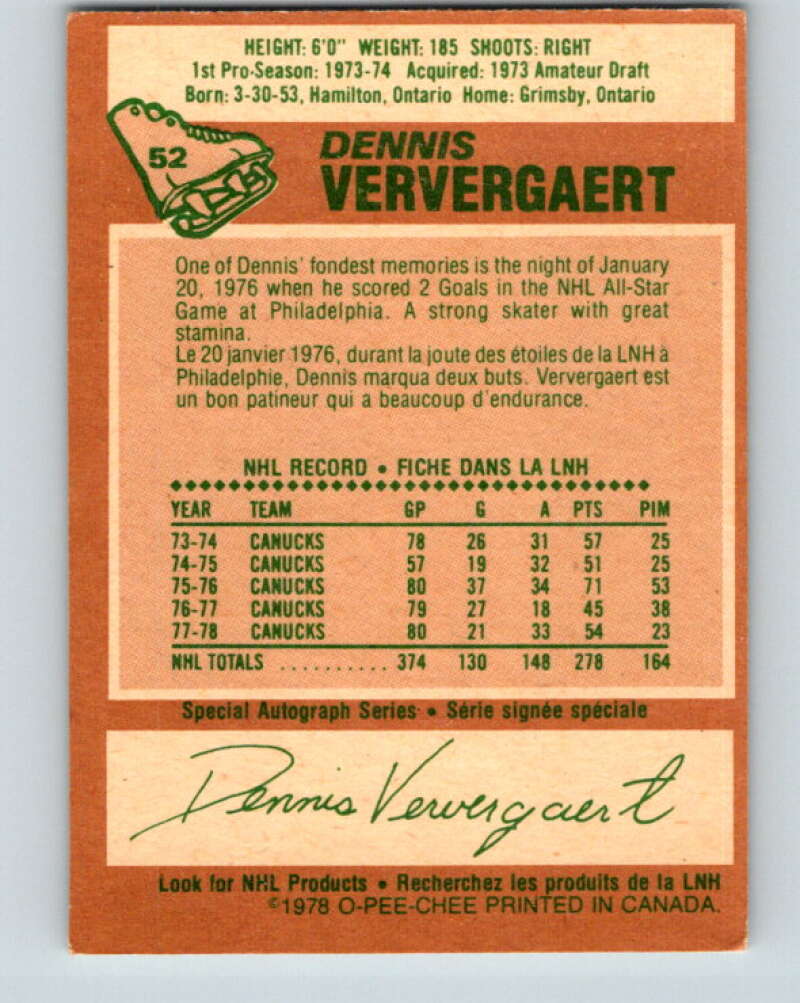 HEIGHT: 6'0" WEIGHT: 185 SHOOTS: RIGHT
1st Pro-Season: 1973-74 Acquired: 1973 Amateur Draft
Born: 3-30-53, Hamilton, Ontario Home: Grimsby, Ontario
52
DENNIS
VERVERGAERT
One of Dennis' fondest memories is the night of January
20, 1976 when he scored 2 Goals in the NHL All-Star
Game at Philadelphia. A strong skater with great
stamina.
Le 20 janvier 1976, durant la joute des étoiles de la LNH à
Philadelphie, Dennis marqua deux buts. Ververgaert est
un bon patineur qui a beaucoup d'endurance.
NHL RECORD • FICHE DANS LA LNH
YEAR TEAM GP G A PTS PIM
73-74 CANUCKS 78 26 31 57 25
74-75 CANUCKS 57 19 32 51 25
75-76 CANUCKS 80 37 34 71 53
76-77 CANUCKS 79 27 18 45 38
77-78 CANUCKS 80 21 33 54 23
NHL TOTALS .......... 374 130 148 278 164
Special Autograph Series • Série signée spéciale
Dennis Ververgaert
Look for NHL Products • Recherchez les produits de la LNH
©1978 O-PEE-CHEE PRINTED IN CANADA.